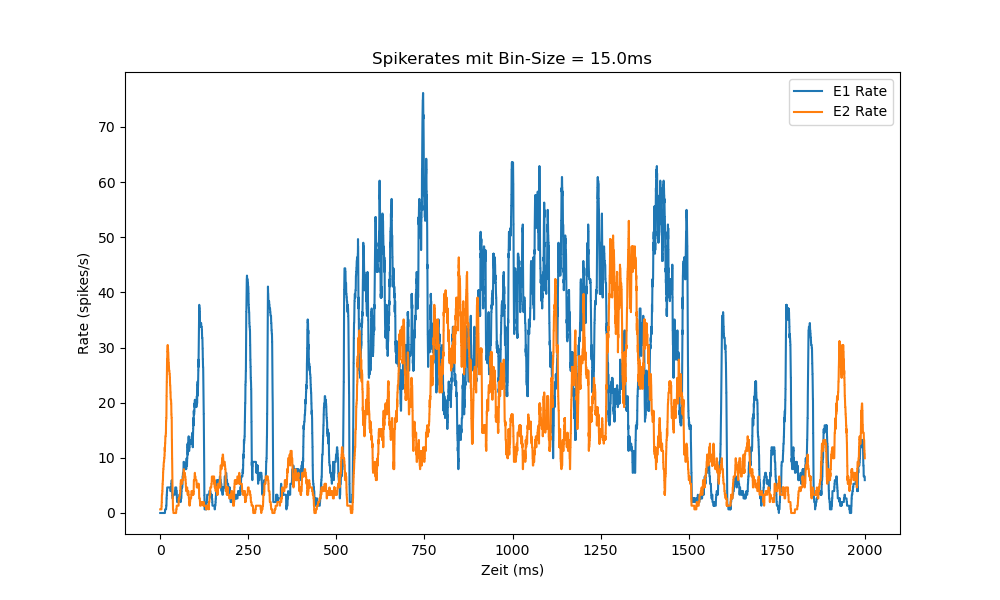 Spikerates mit Bin-Size = 15.0ms
E1 Rate
E2 Rate
Rate (spikes/s)
70
60
50
40
30
20
10
0
0 250 500 750 1000 1250 1500 1750 2000
Zeit (ms)